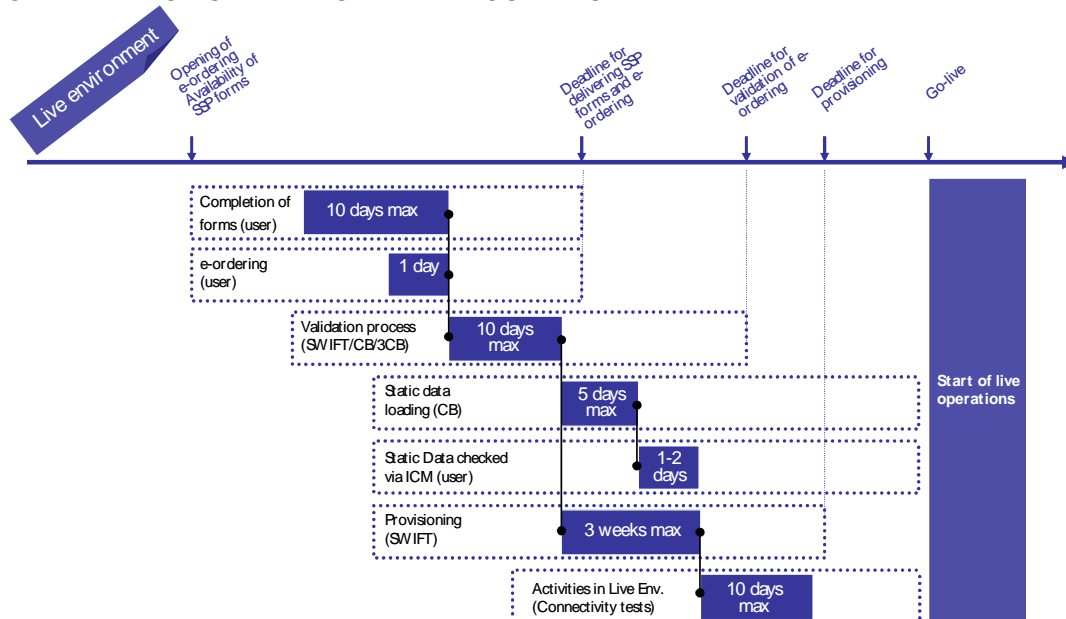 Live environment
Opening of
e-ordering
Availability of
SSP forms
Deadline for
delivering SSP
forms and e-
ordering
Deadline for
validation of e-
ordering
Deadline for
provisioning
Go-live
Completion of
forms (user)
10 days max
e-ordering
(user)
1 day
Validation process
(SWIFT/CB/3CB)
10 days
max
Static data
loading (CB)
5 days
max
Start of live
operations
Static Data checked
via ICM (user)
1-2
days
Provisioning
(SWIFT)
3 weeks max
Activities in Live Env.
(Connectivity tests)
10 days
max